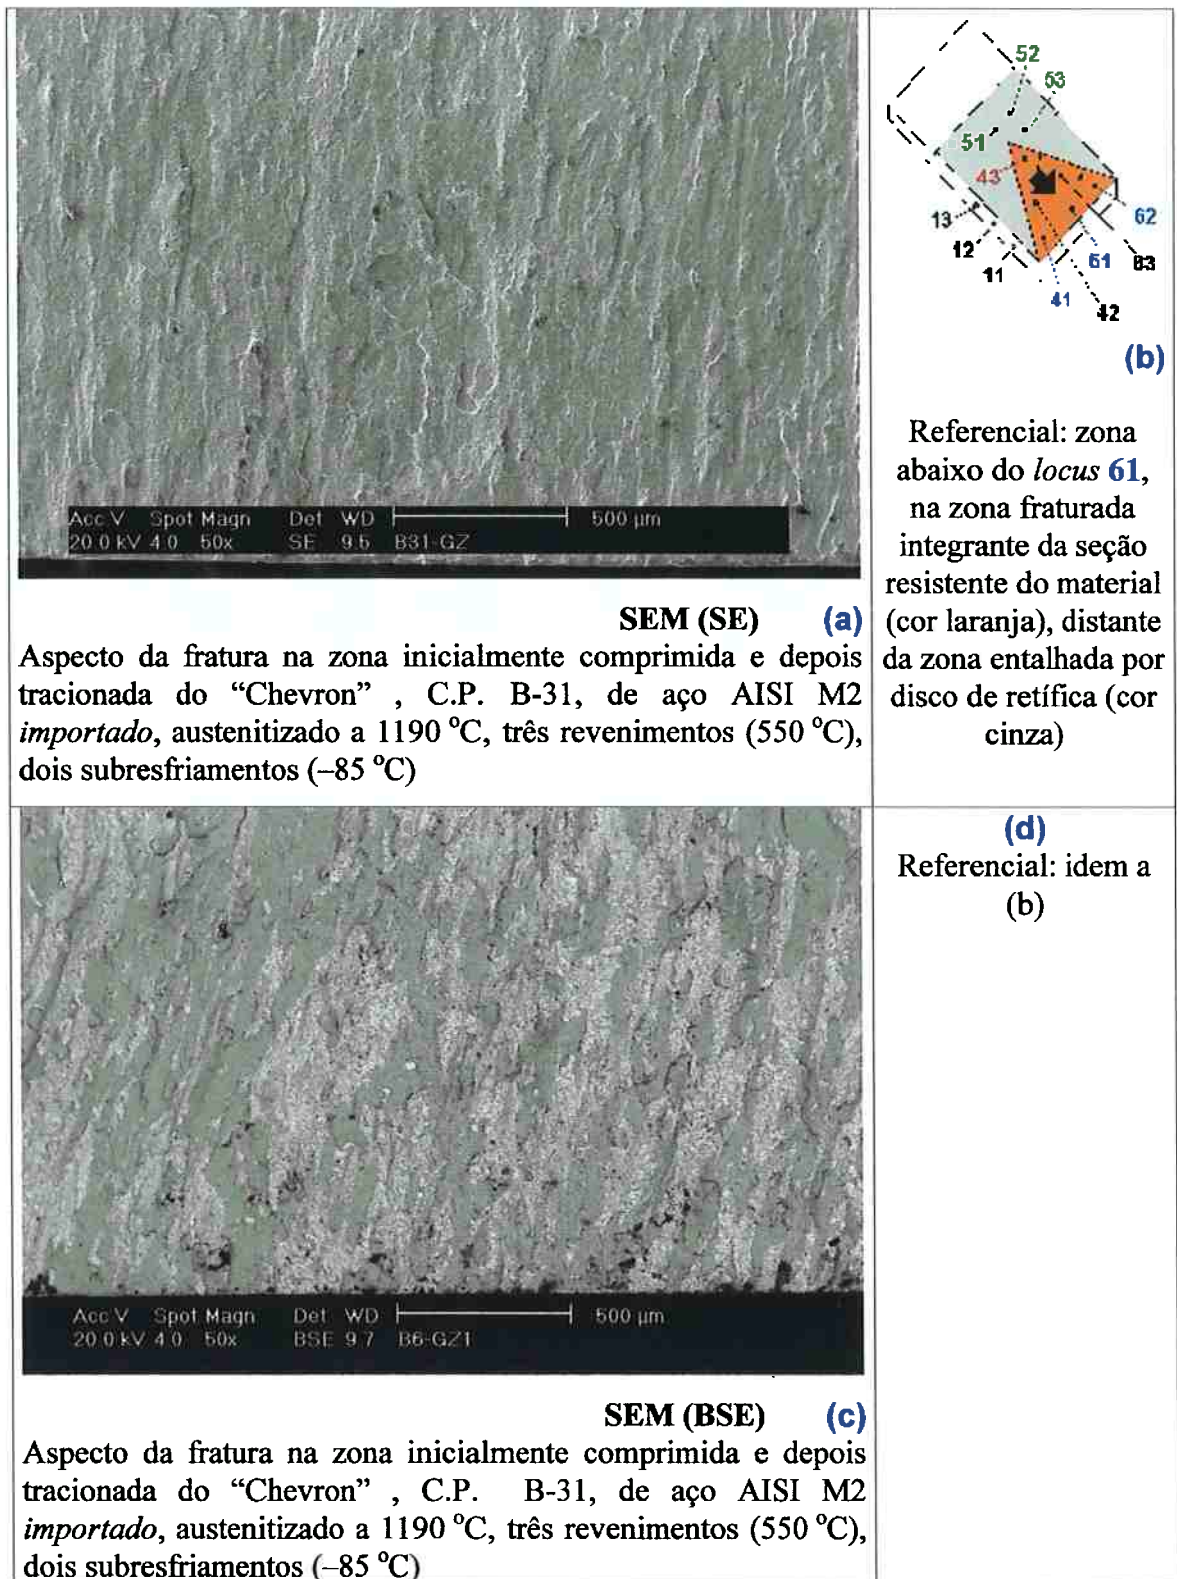 Acc V Spot Magn Det WD 500 µm
20.0 kV 4.0 50x SE 9.5 B31-GZ
SEM (SE) (a)
Aspecto da fratura na zona inicialmente comprimida e depois
tracionada do “Chevron” , C.P. B-31, de aço AISI M2
importado, austenitizado a 1190 °C, três revenimentos (550 °C),
dois subresfriamentos (–85 °C)
52
53
51
43
13
12
11
62
61
63
41
42
(b)
Referencial: zona
abaixo do locus 61,
na zona fraturada
integrante da seção
resistente do material
(cor laranja), distante
da zona entalhada por
disco de retífica (cor
cinza)
Acc V Spot Magn Det WD 500 µm
20.0 kV 4.0 50x BSE 9.7 B6-GZ1
SEM (BSE) (c)
Aspecto da fratura na zona inicialmente comprimida e depois
tracionada do “Chevron” , C.P. B-31, de aço AISI M2
importado, austenitizado a 1190 °C, três revenimentos (550 °C),
dois subresfriamentos (–85 °C)
(d)
Referencial: idem a
(b)